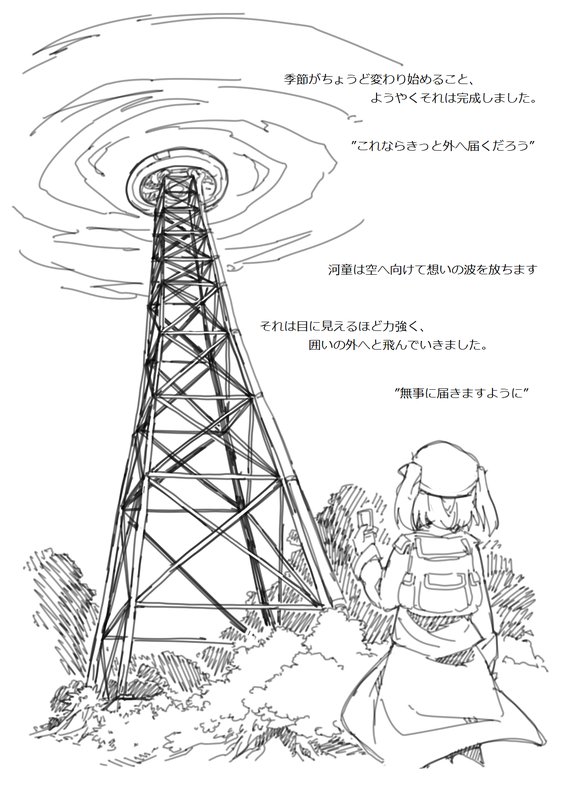 季節がちょうど変わり始めること、
ようやくそれは完成しました。
”これならきっと外へ届くだろう”
河童は空へ向けて想いの波を放ちます
それは目に見えるほど力強く、
囲いの外へと飛んでいきました。
”無事に届きますように”